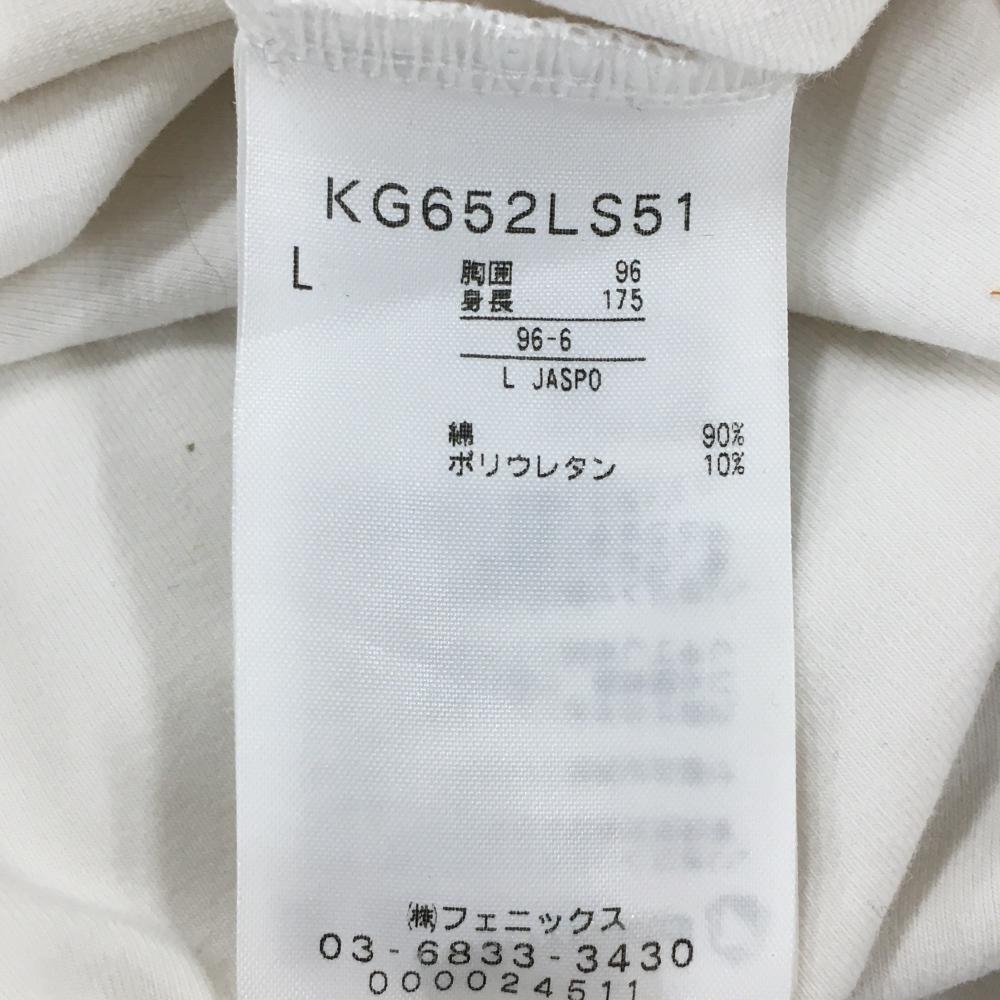 KG652LS51
L
胸囲 96
身長 175
96-6
L JASPO
綿 90%
ポリウレタン 10%
㈱フェニックス
03-6833-3430
000024511